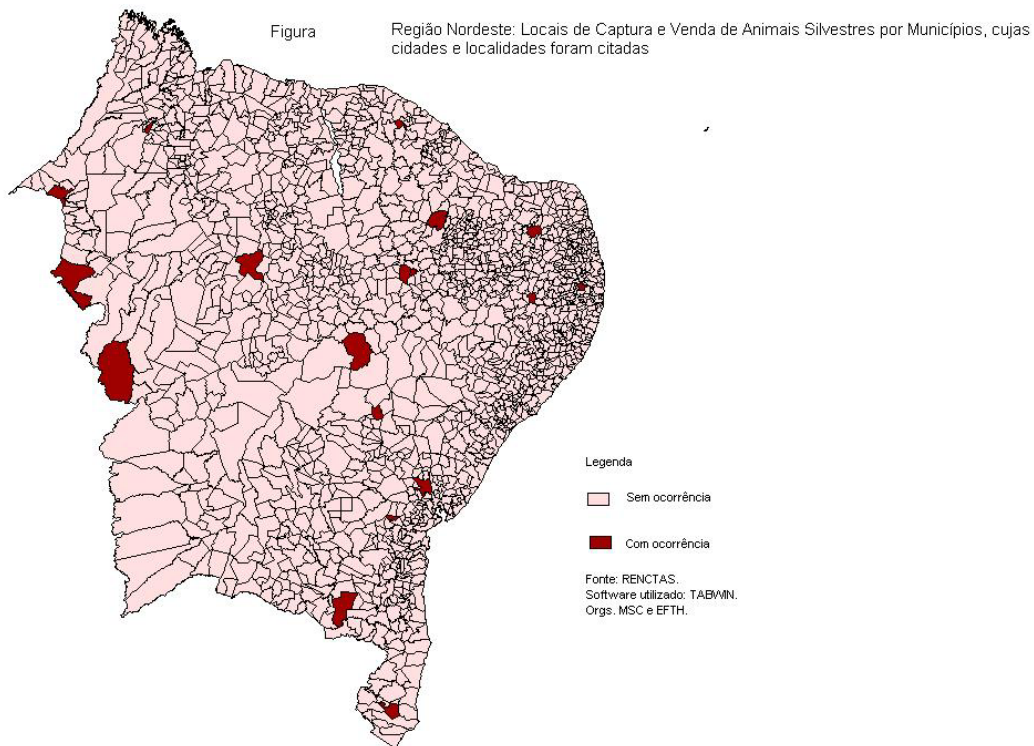 Figura
Região Nordeste: Locais de Captura e Venda de Animais Silvestres por Municípios, cujas
cidades e localidades foram citadas
Legenda
Sem ocorrência
Com ocorrência
Fonte: RENCTAS.
Software utilizado: TABWIN.
Orgs. MSC e EFTH.